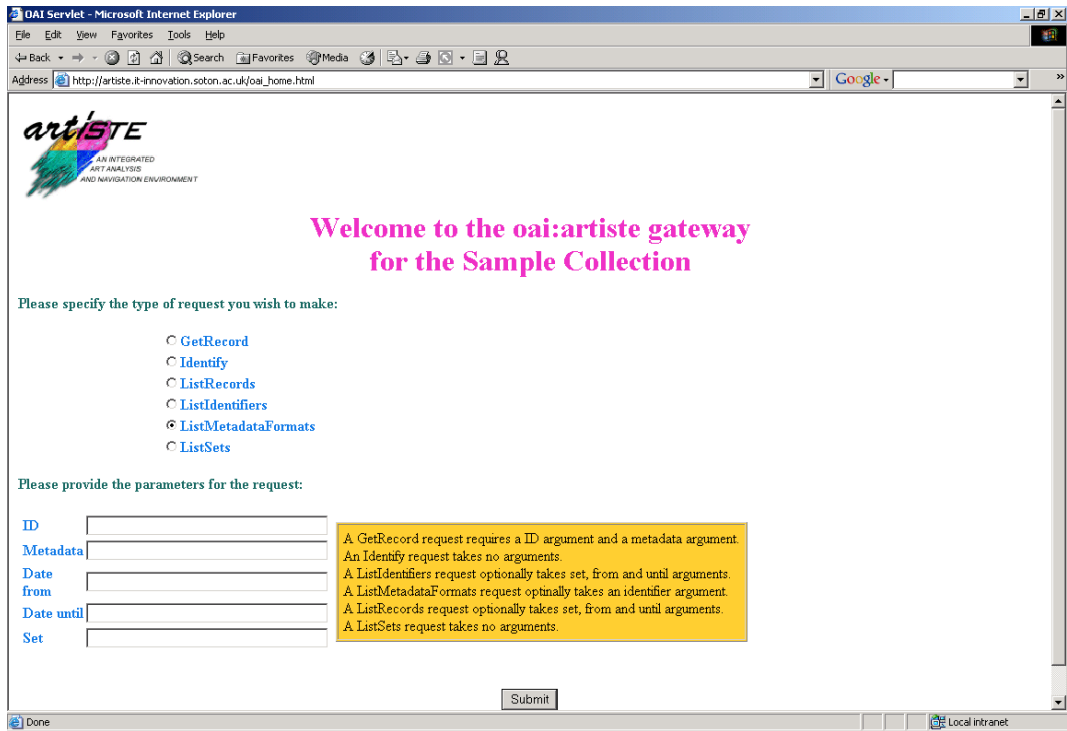 OAI Servlet - Microsoft Internet Explorer
File Edit View Favorites Tools Help
Back Search Favorites Media
Address http://artiste.it-innovation.soton.ac.uk/oai_home.html Google »
artiSTE
AN INTEGRATED
ART ANALYSIS
AND NAVIGATION ENVIRONMENT
Welcome to the oai:artiste gateway
for the Sample Collection
Please specify the type of request you wish to make:
GetRecord
Identify
ListRecords
ListIdentifiers
ListMetadataFormats
ListSets
Please provide the parameters for the request:
ID
Metadata
Date
from
Date until
Set
A GetRecord request requires a ID argument and a metadata argument.
An Identify request takes no arguments.
A ListIdentifiers request optionally takes set, from and until arguments.
A ListMetadataFormats request optinally takes an identifier argument.
A ListRecords request optionally takes set, from and until arguments.
A ListSets request takes no arguments.
Submit
Done Local intranet